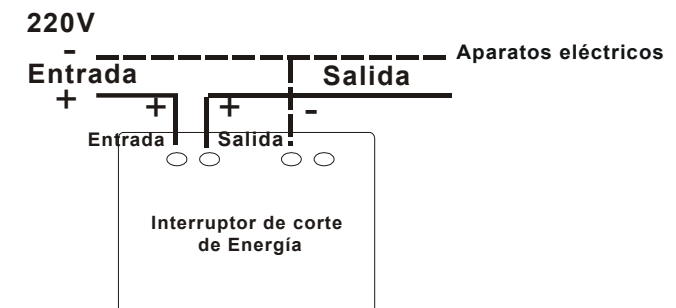 220V
-
Aparatos eléctricos
Entrada
Salida
+
+
+
-
Entrada
Salida
Interruptor de corte
de Energía